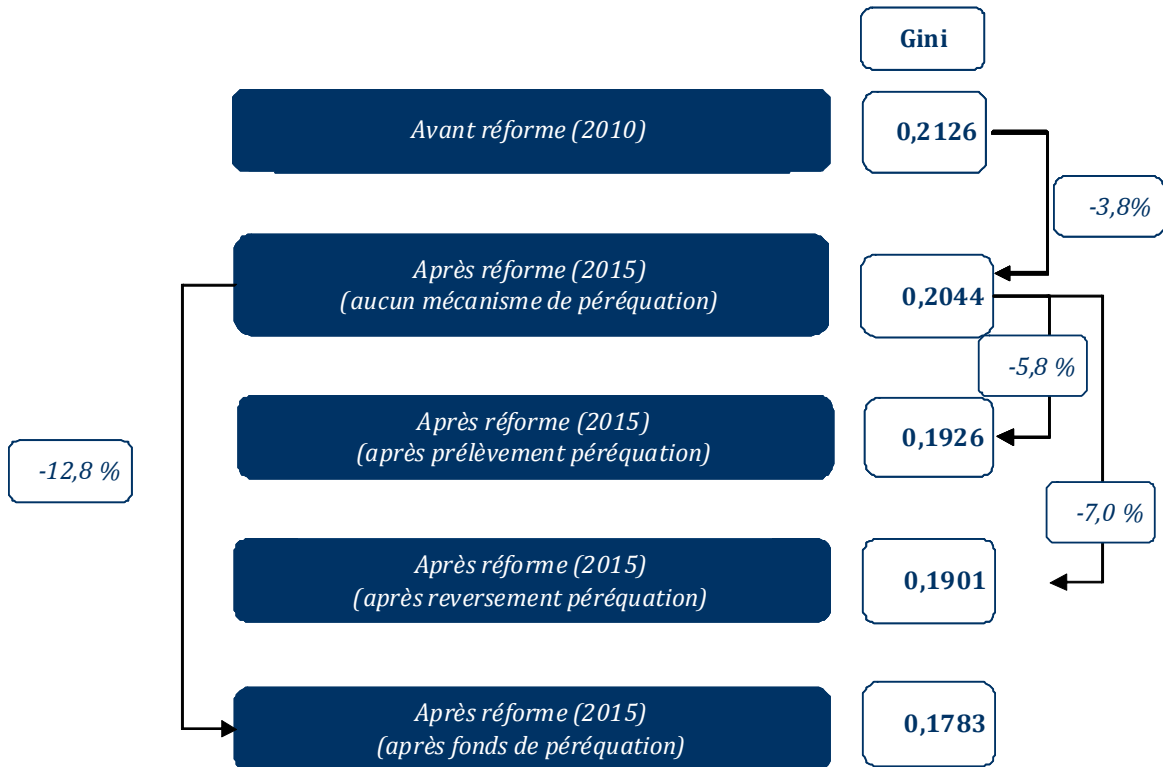 Gini
Avant réforme (2010)
0,2126
-3,8%
Après réforme (2015)
(aucun mécanisme de péréquation)
0,2044
-5,8 %
Après réforme (2015)
(après prélèvement péréquation)
0,1926
-12,8 %
-7,0 %
Après réforme (2015)
(après reversement péréquation)
0,1901
Après réforme (2015)
(après fonds de péréquation)
0,1783